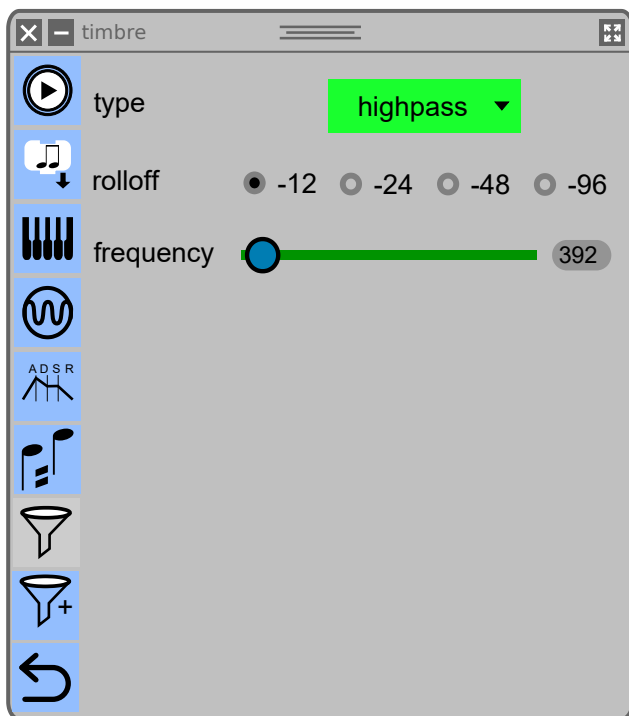 timbre
type highpass
rolloff -12 -24 -48 -96
frequency 392
A D S R
+